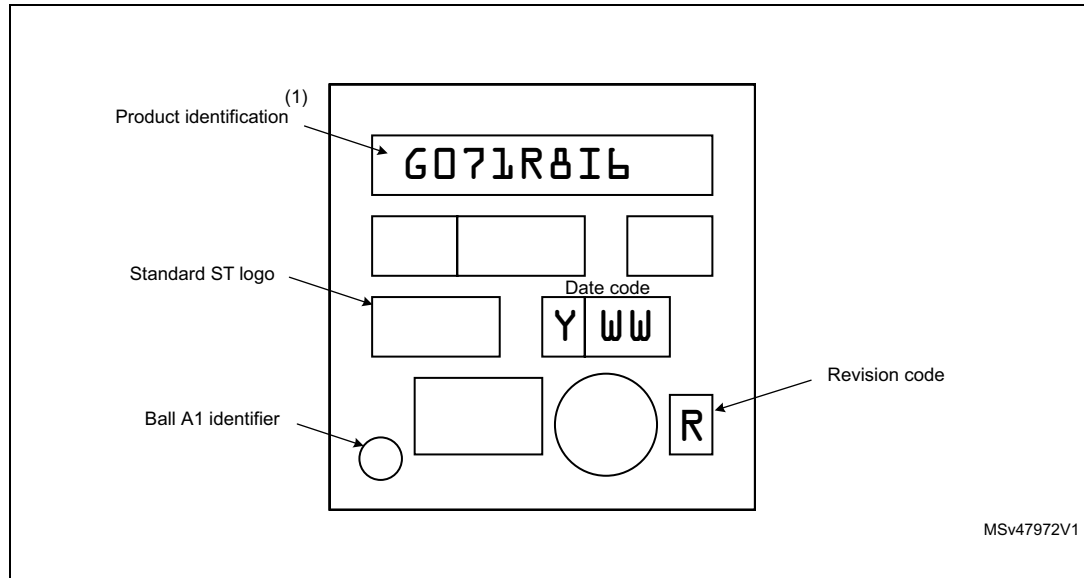 (1)
Product identification
G071R8I6
Standard ST logo
Date code
Y WW
Revision code
Ball A1 identifier
R
MSv47972V1